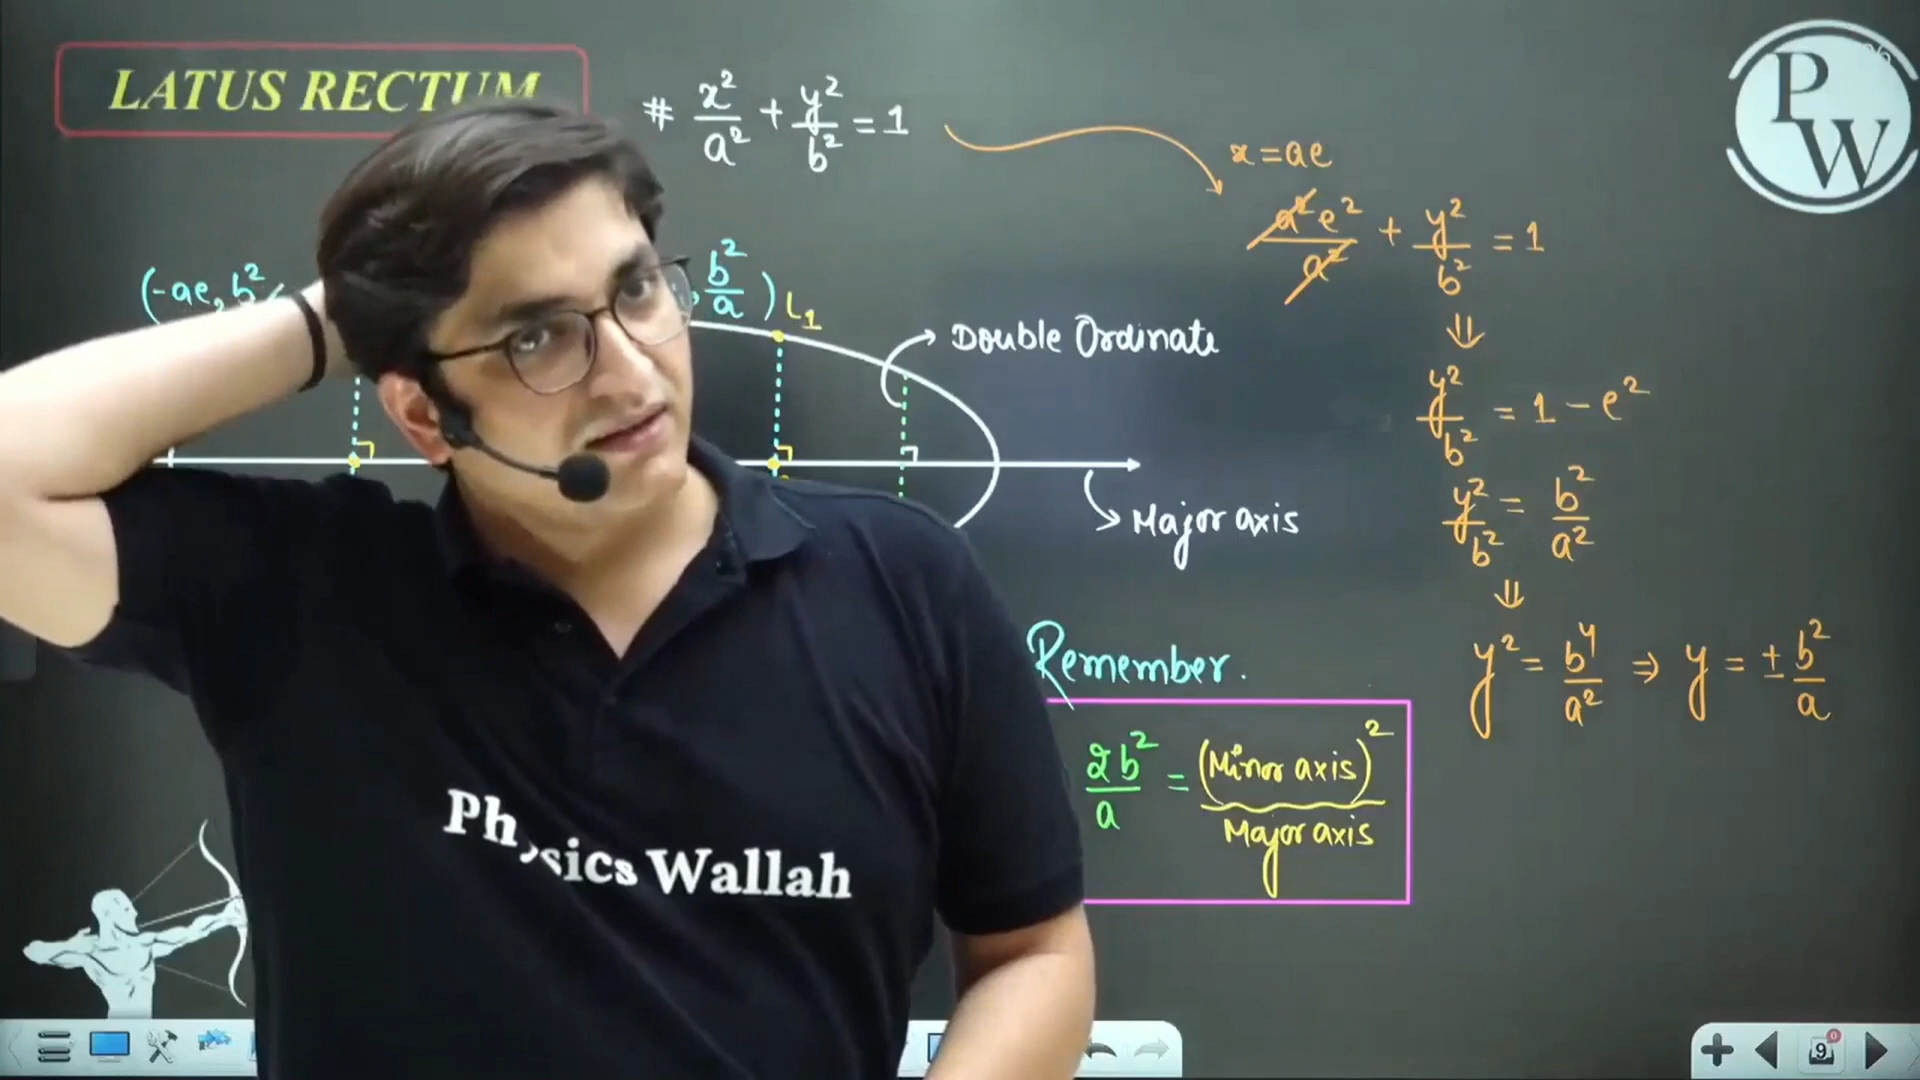 LATUS RECTUM
# x²/a² + y²/b² = 1
x = ae
a²e²/a² + y²/b² = 1
⇓
y²/b² = 1 - e²
y²/b² = b²/a²
⇓
y² = b⁴/a² ⇒ y = ± b²/a
(-ae, b²
, b²/a) L₁
Double Ordinate
Major axis
Remember.
2b²/a = (Minor axis)²/Major axis
Physics Wallah
PW
9